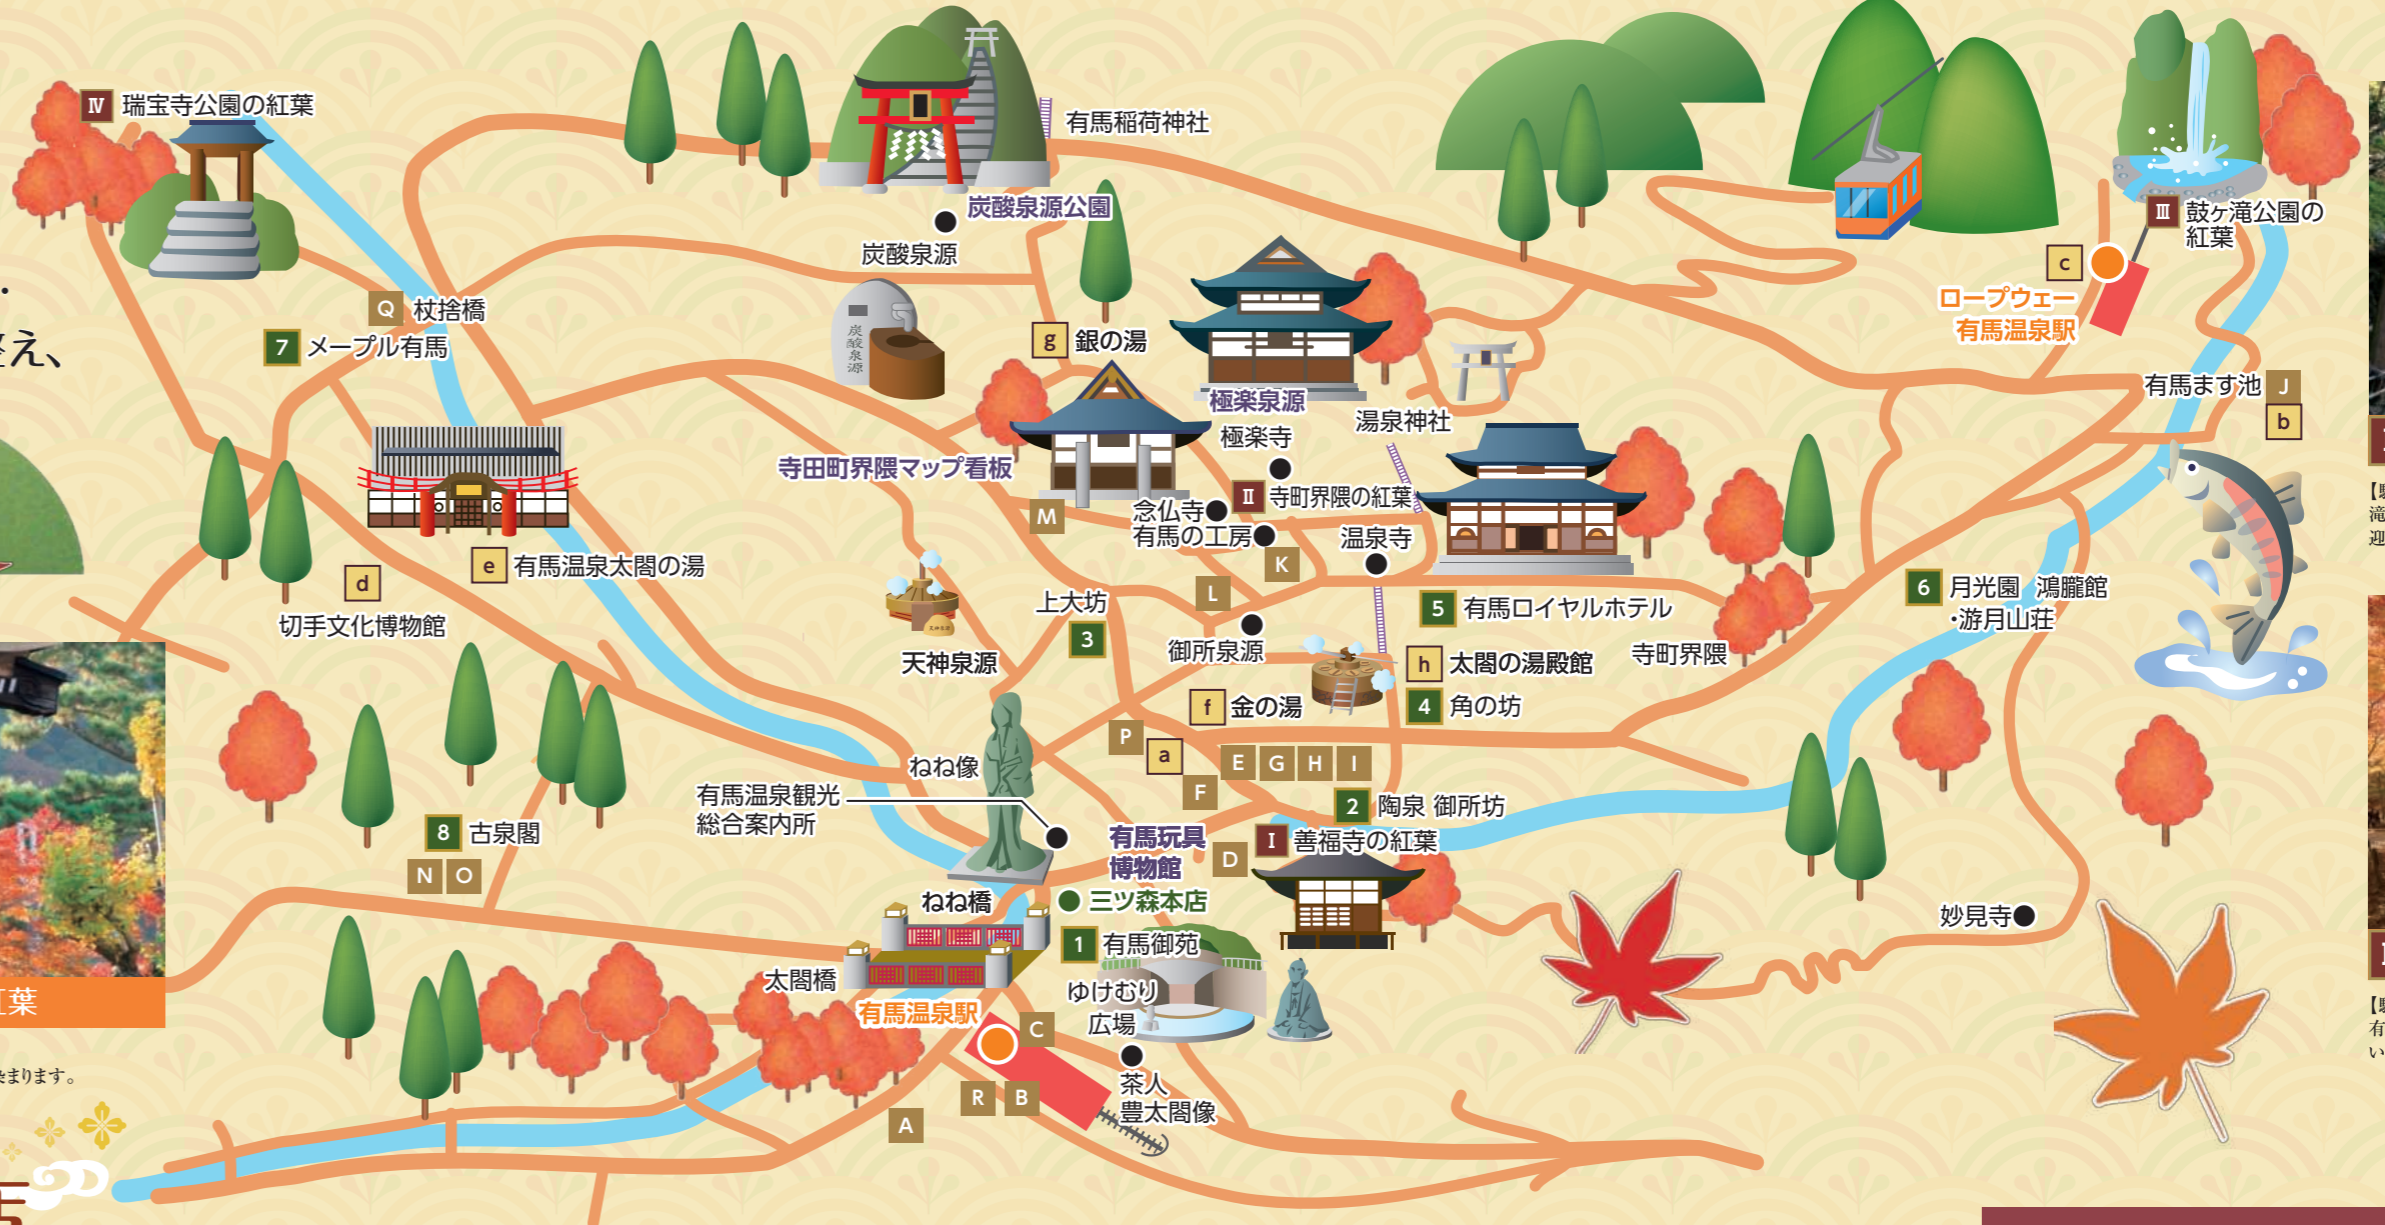 Ⅳ 瑞宝寺公園の紅葉
有馬稲荷神社
炭酸泉源公園
炭酸泉源
炭酸泉源
Ⅲ 鼓ヶ滝公園の
紅葉
c
ロープウェー
有馬温泉駅
Q 杖捨橋
7 メープル有馬
え、
g 銀の湯
極楽泉源
極楽寺
湯泉神社
有馬ます池 J
b
寺田町界隈マップ看板
M
念仏寺
有馬の工房
Ⅱ 寺町界隈の紅葉
K
温泉寺
d
切手文化博物館
e 有馬温泉太閤の湯
上大坊
3
L
御所泉源
天神泉源
5 有馬ロイヤルホテル
6 月光園 鴻朧館
・游月山荘
寺町界隈
h 太閤の湯殿館
f 金の湯
4 角の坊
P
a
E G H I
F
ねね像
有馬温泉観光
総合案内所
2 陶泉 御所坊
有馬玩具
博物館
D
Ⅰ 善福寺の紅葉
8 古泉閣
N O
ねね橋
三ツ森本店
1 有馬御苑
妙見寺
太閤橋
ゆけむり
広場
有馬温泉駅
C
茶人
豊太閤像
R B
A
紅葉
まります。